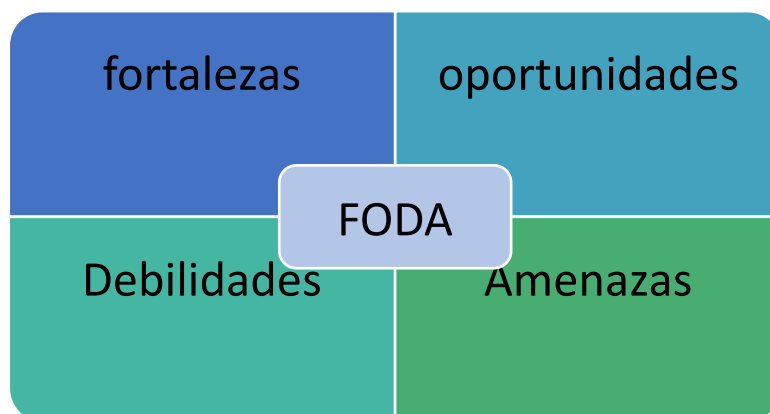 fortalezas
oportunidades
FODA
Debilidades
Amenazas